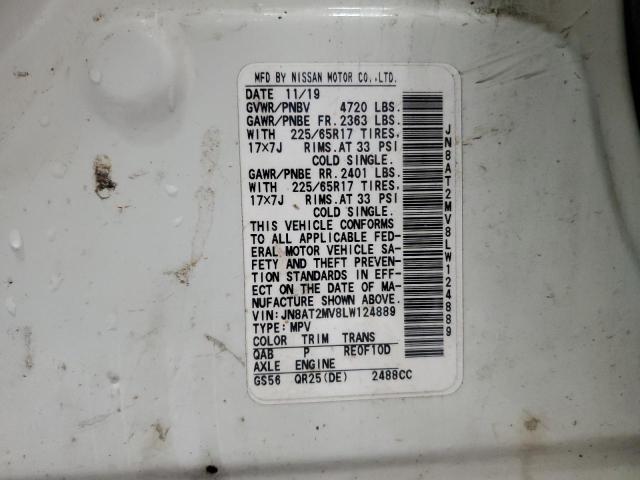 MFD BY NISSAN MOTOR CO.,LTD.
DATE 11/19
GVWR/PNBV 4720 LBS.
GAWR/PNBE FR. 2363 LBS.
WITH 225/65R17 TIRES,
17×7J RIMS.AT 33 PSI
COLD SINGLE.
GAWR/PNBE RR. 2401 LBS.
WITH 225/65R17 TIRES,
17×7J RIMS.AT 33 PSI
COLD SINGLE.
THIS VEHICLE CONFORMS
TO ALL APPLICABLE FED-
ERAL MOTOR VEHICLE SA-
FETY AND THEFT PREVEN-
TION STANDARDS IN EFF-
ECT ON THE DATE OF MA-
NUFACTURE SHOWN ABOVE.
VIN:JN8AT2MV8LW124889
TYPE:MPV
COLOR TRIM TRANS
QAB P RE0F10D
AXLE ENGINE
GS56 QR25(DE) 2488CC
JN8AT2MV8LW124889